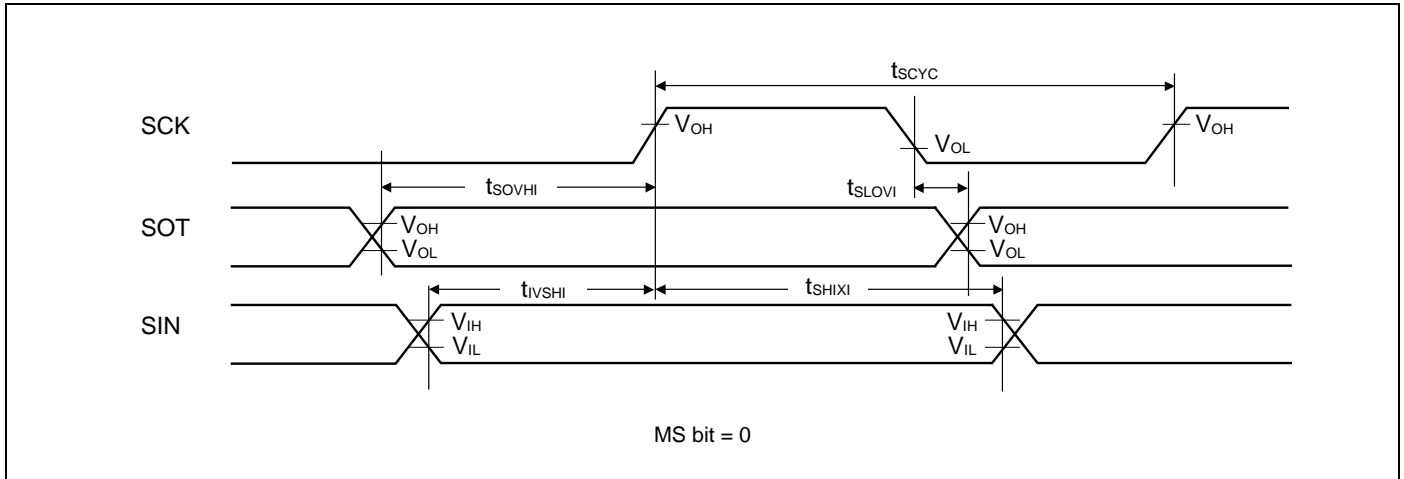 tSCYC
SCK
VOH
VOL
VOH
tSOVHI
tSLOVI
SOT
VOH
VOL
VOH
VOL
tIVSHI
tSHIXI
SIN
VIH
VIL
VIH
VIL
MS bit = 0